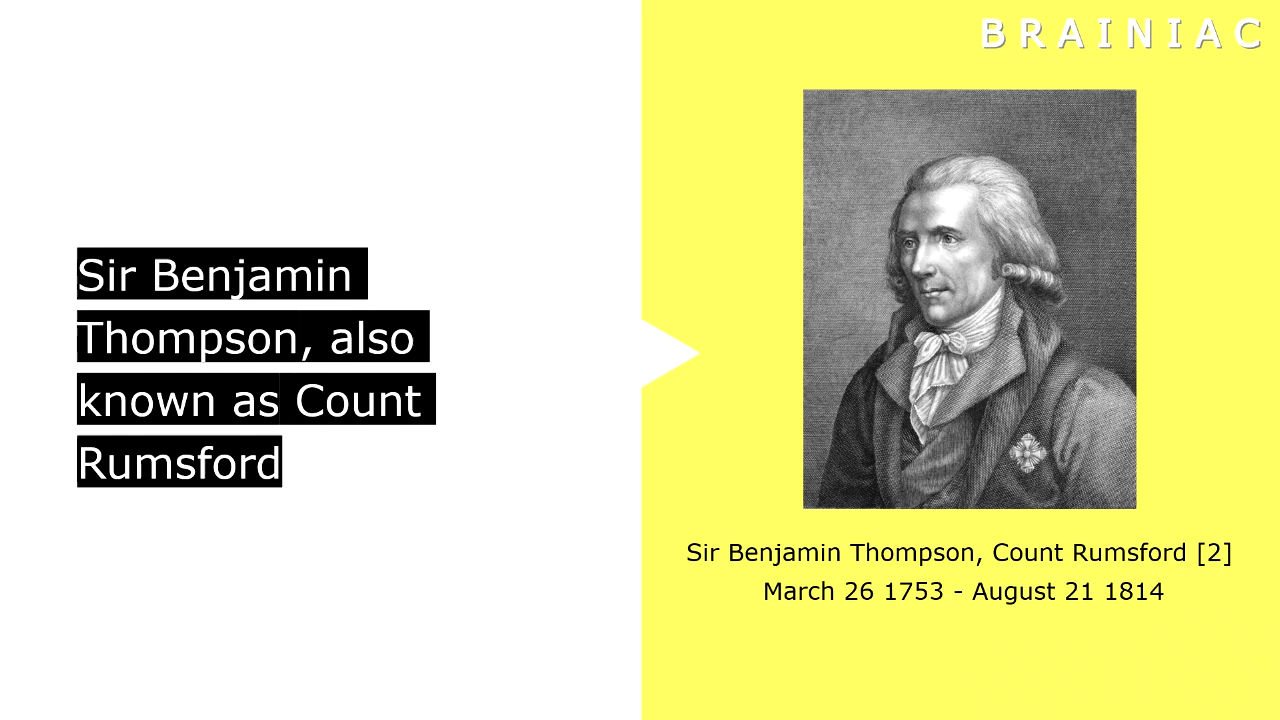 BRAINIAC
Sir Benjamin
Thompson, also
known as Count
Rumsford
Sir Benjamin Thompson, Count Rumsford [2]
March 26 1753 - August 21 1814